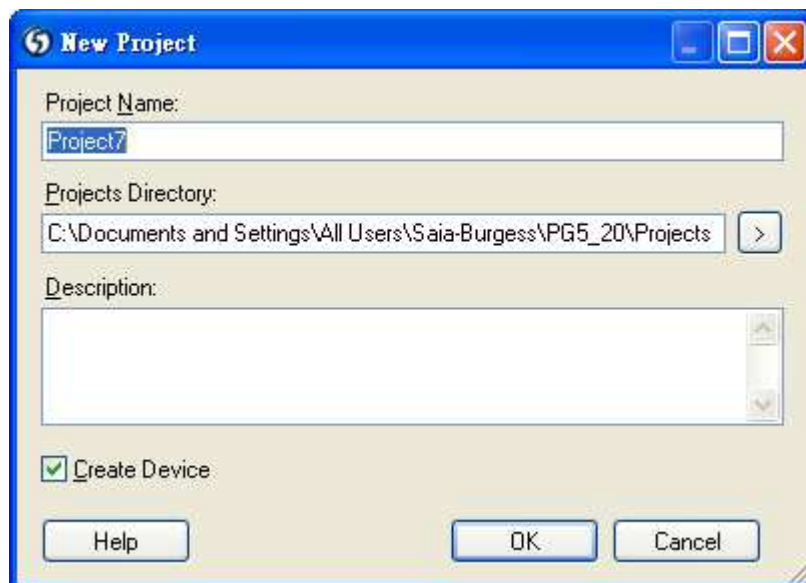 New Project
Project Name:
Project7
Projects Directory:
C:\Documents and Settings\All Users\Saia-Burgess\PG5_20\Projects
>
Description:
Create Device
Help
OK
Cancel